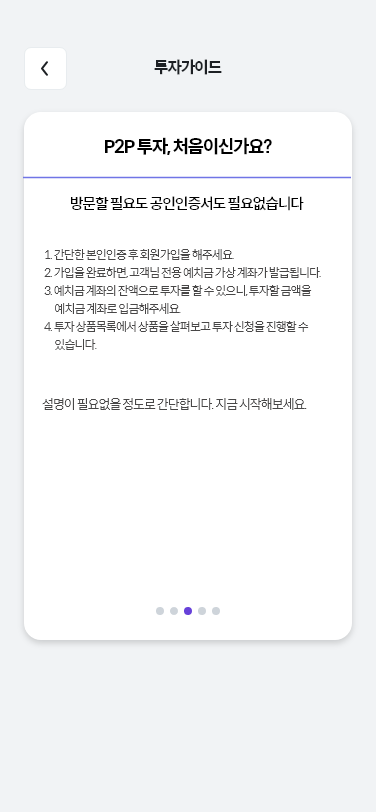 투자가이드
P2P 투자, 처음이신가요?
방문할 필요도 공인인증서도 필요없습니다
1. 간단한 본인인증 후 회원가입을 해주세요.
2. 가입을 완료하면, 고객님 전용 예치금 가상 계좌가 발급됩니다.
3. 예치금 계좌의 잔액으로 투자를 할 수 있으니, 투자할 금액을
예치금 계좌로 입금해주세요.
4. 투자 상품목록에서 상품을 살펴보고 투자 신청을 진행할 수
있습니다.
설명이 필요없을 정도로 간단합니다. 지금 시작해보세요.